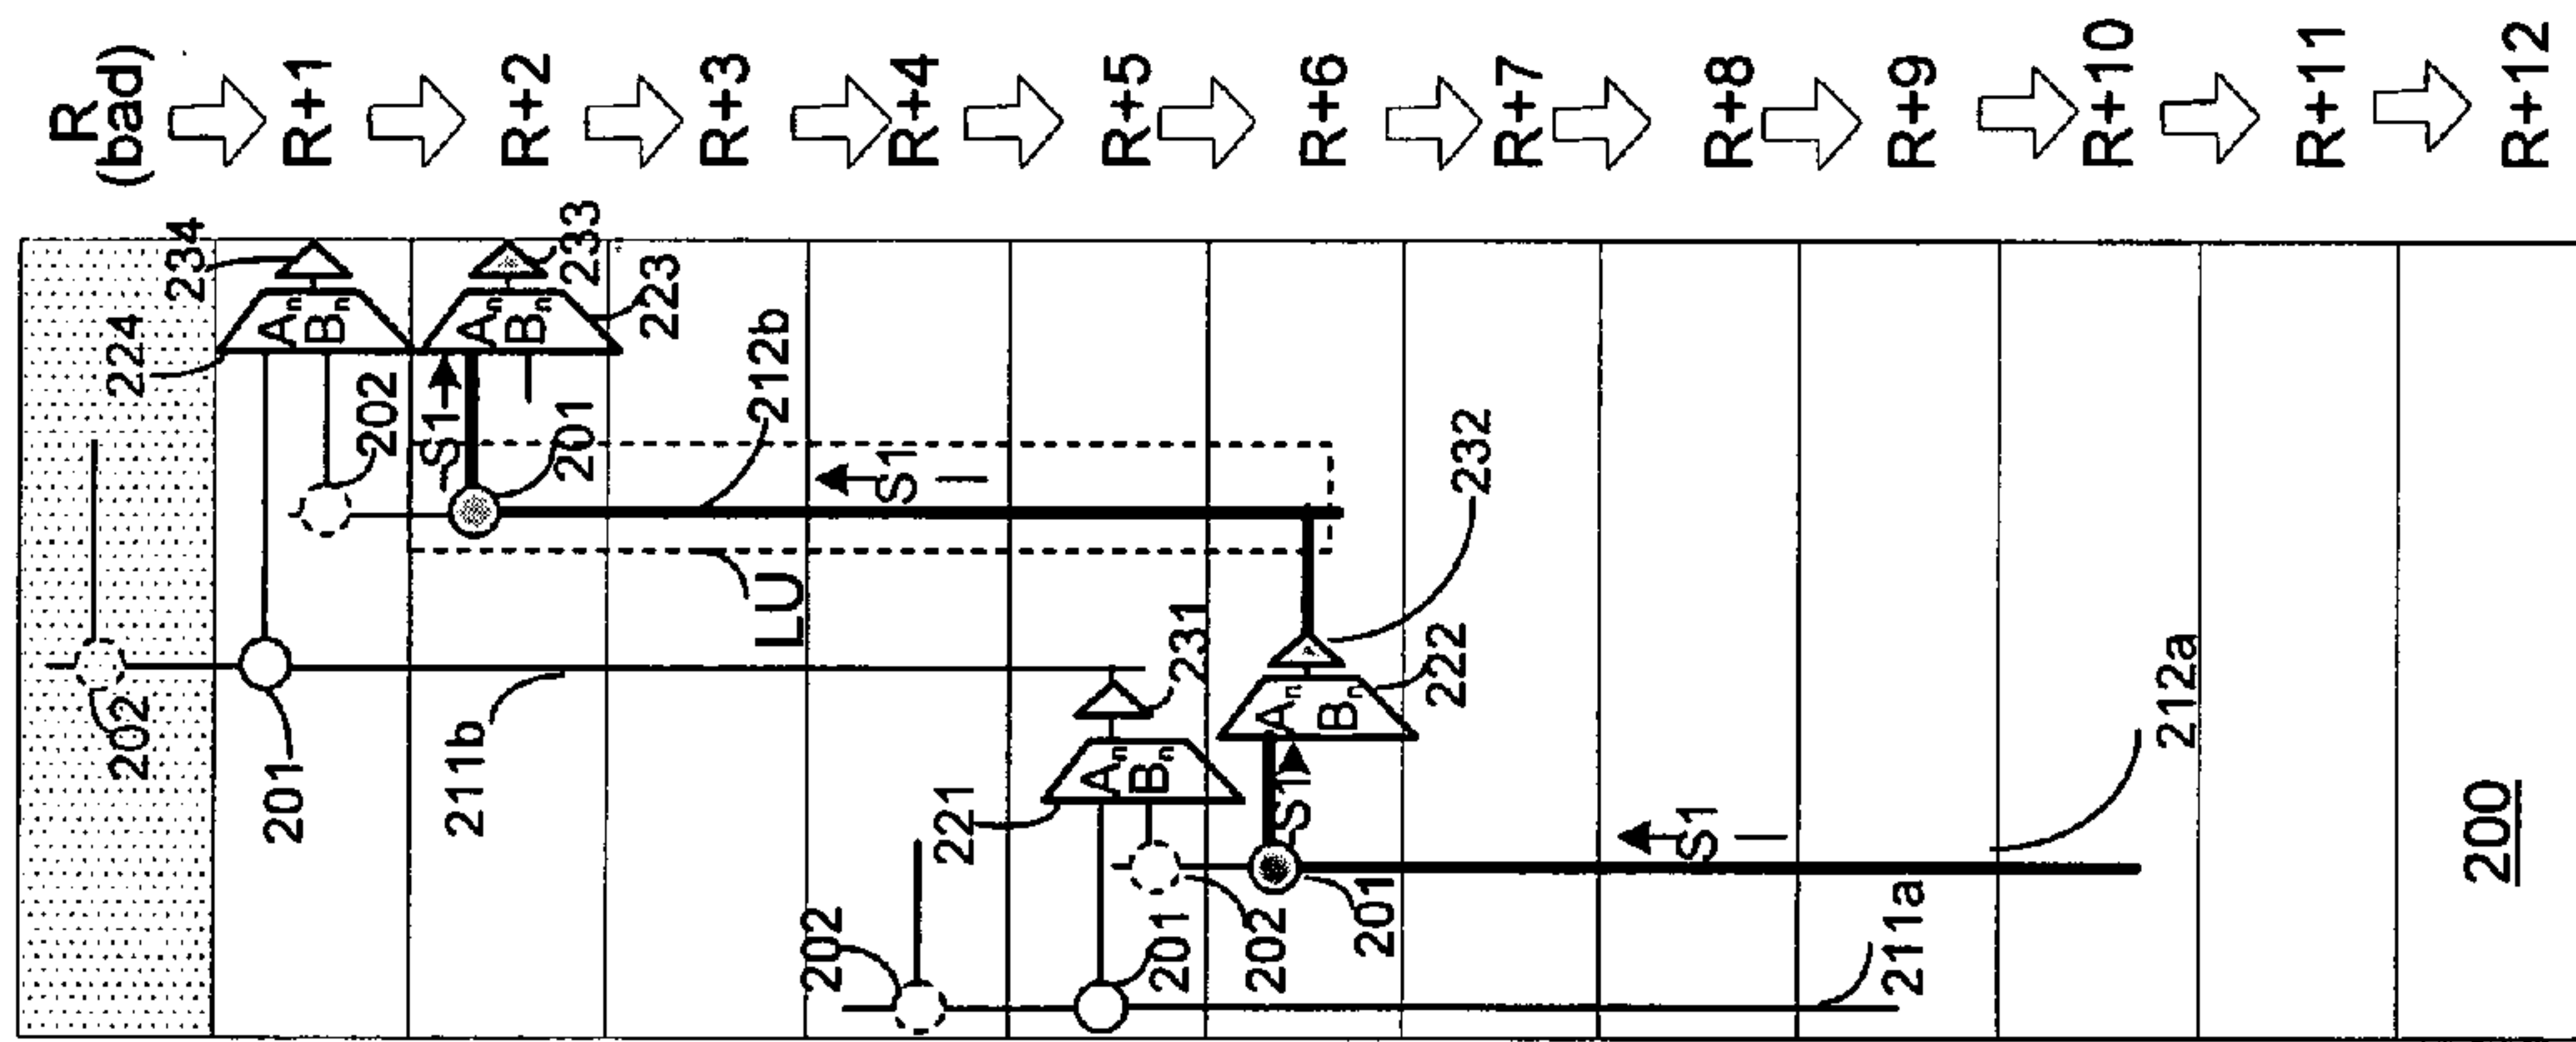 R
(bad)
R+1
R+2
R+3
R+4
R+5
R+6
R+7
R+8
R+9
R+10
R+11
R+12
234
233
An
Bn
An
Bn
224
223
202
S1
201
212b
S1
232
LU
231
202
201
211b
An
Bn
An
Bn
222
212a
221
S1
S1
202
201
202
201
211a
200